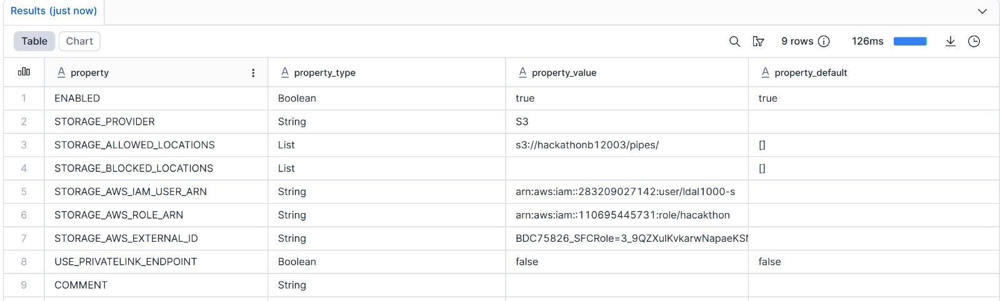 Results (just now)
Table Chart 9 rows 126ms
property property_type property_value property_default
1 ENABLED Boolean true true
2 STORAGE_PROVIDER String S3
3 STORAGE_ALLOWED_LOCATIONS List s3://hackathonb12003/pipes/ []
4 STORAGE_BLOCKED_LOCATIONS List []
5 STORAGE_AWS_IAM_USER_ARN String arn:aws:iam::283209027142:user/ldal1000-s
6 STORAGE_AWS_ROLE_ARN String arn:aws:iam::110695445731:role/hacakthon
7 STORAGE_AWS_EXTERNAL_ID String BDC75826_SFCRole=3_9QZXulKvkarwNapaeKS
8 USE_PRIVATELINK_ENDPOINT Boolean false false
9 COMMENT String